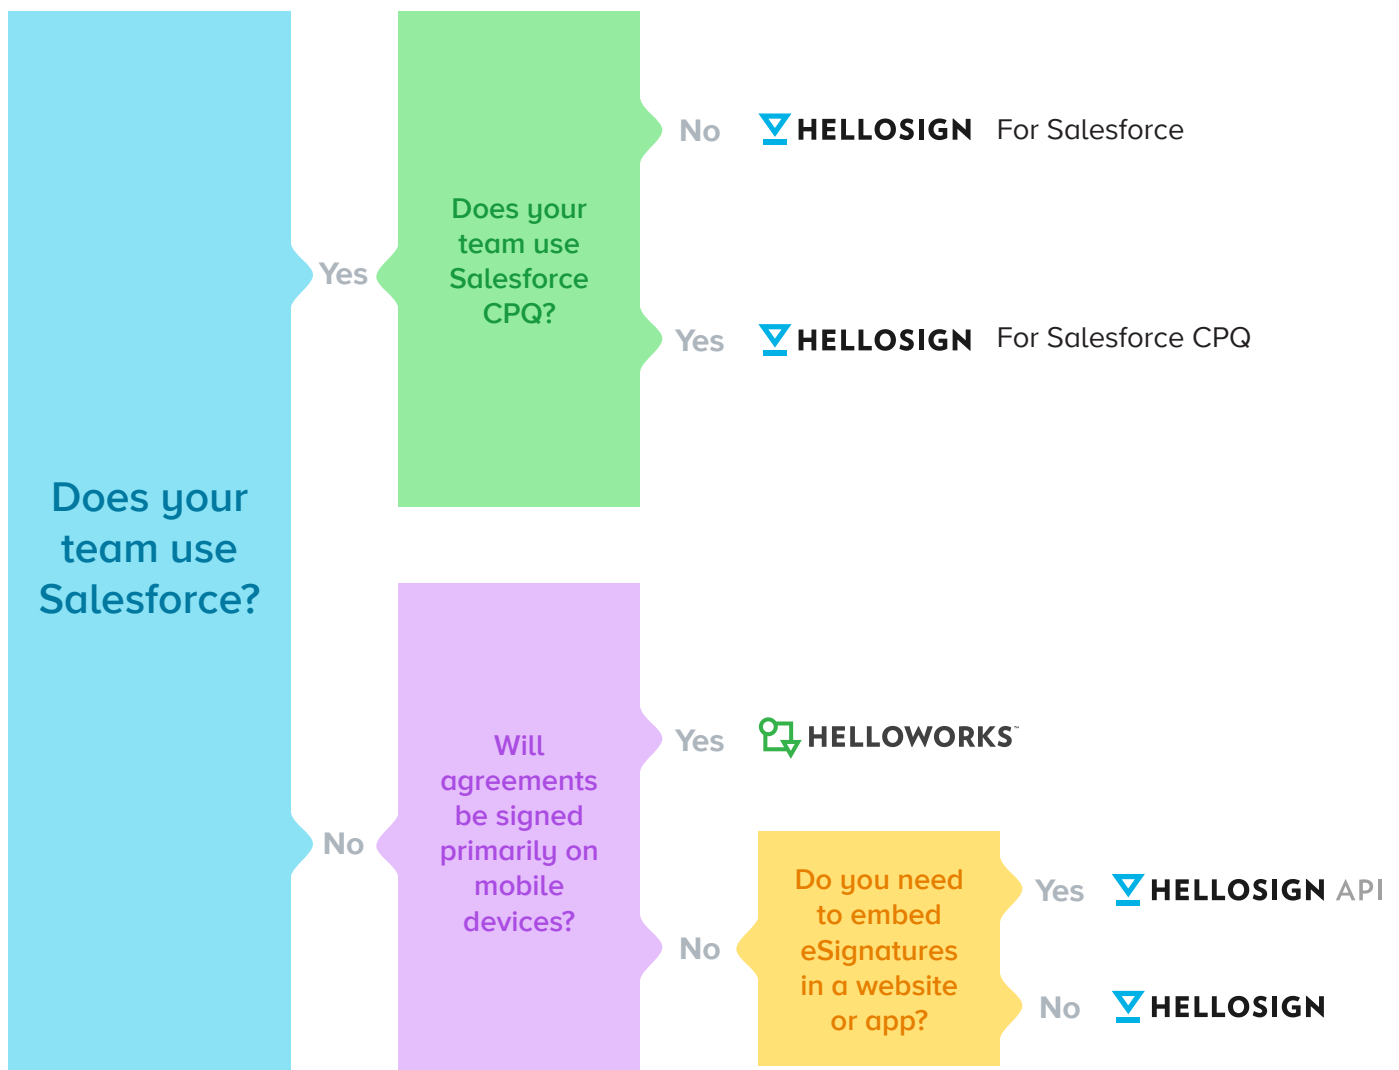 Does your
team use
Salesforce?
Yes
Does your
team use
Salesforce
CPQ?
No
HELLOSIGN For Salesforce
Yes
HELLOSIGN For Salesforce CPQ
No
Will
agreements
be signed
primarily on
mobile
devices?
Yes
HELLOWORKS™
No
Do you need
to embed
eSignatures
in a website
or app?
Yes
HELLOSIGN API
No
HELLOSIGN